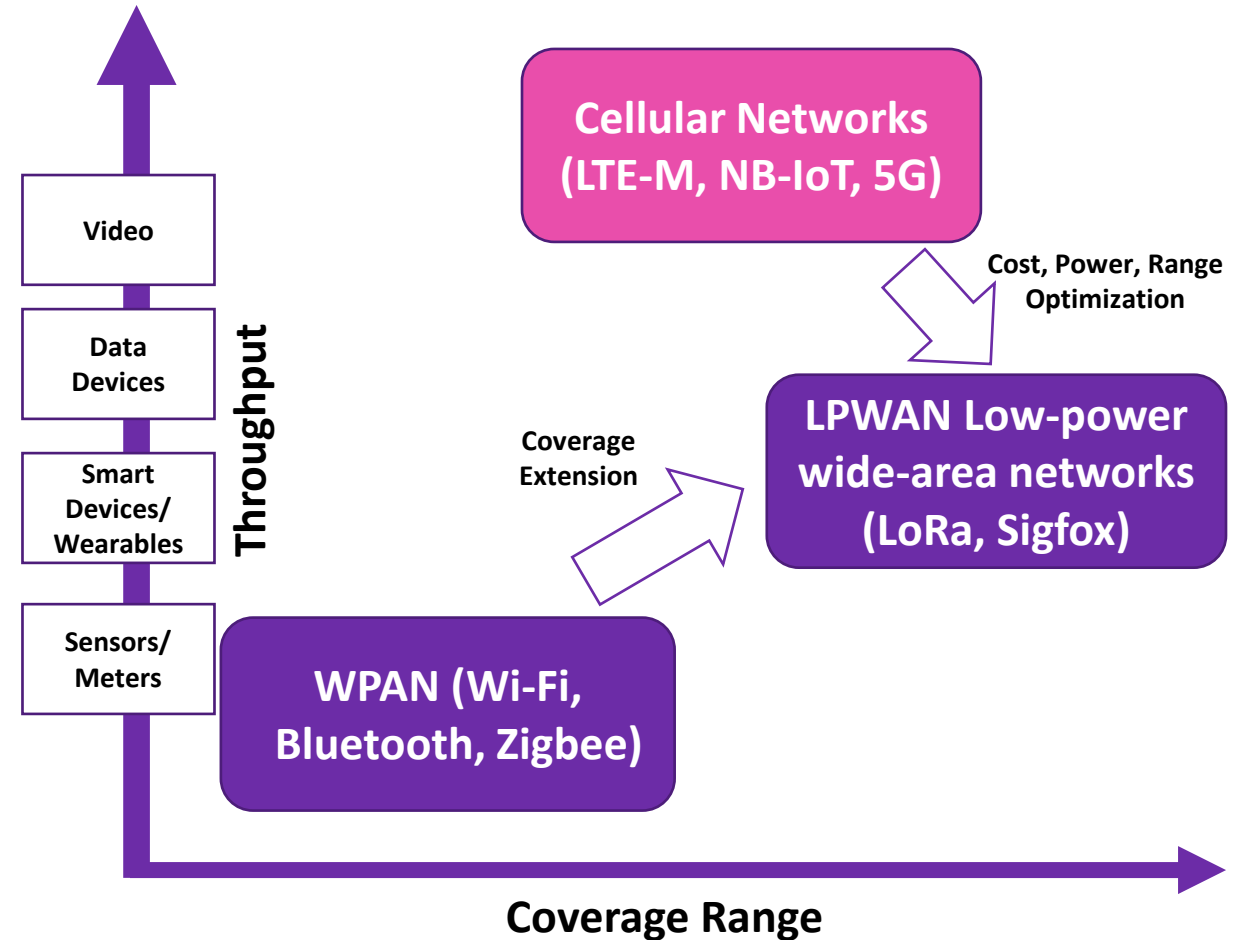 Cellular Networks
(LTE-M, NB-IoT, 5G)
Video
Cost, Power, Range
Optimization
Data
Devices
Throughput
LPWAN Low-power
wide-area networks
(LoRa, Sigfox)
Coverage
Extension
Smart
Devices/
Wearables
Sensors/
Meters
WPAN (Wi-Fi,
Bluetooth, Zigbee)
Coverage Range